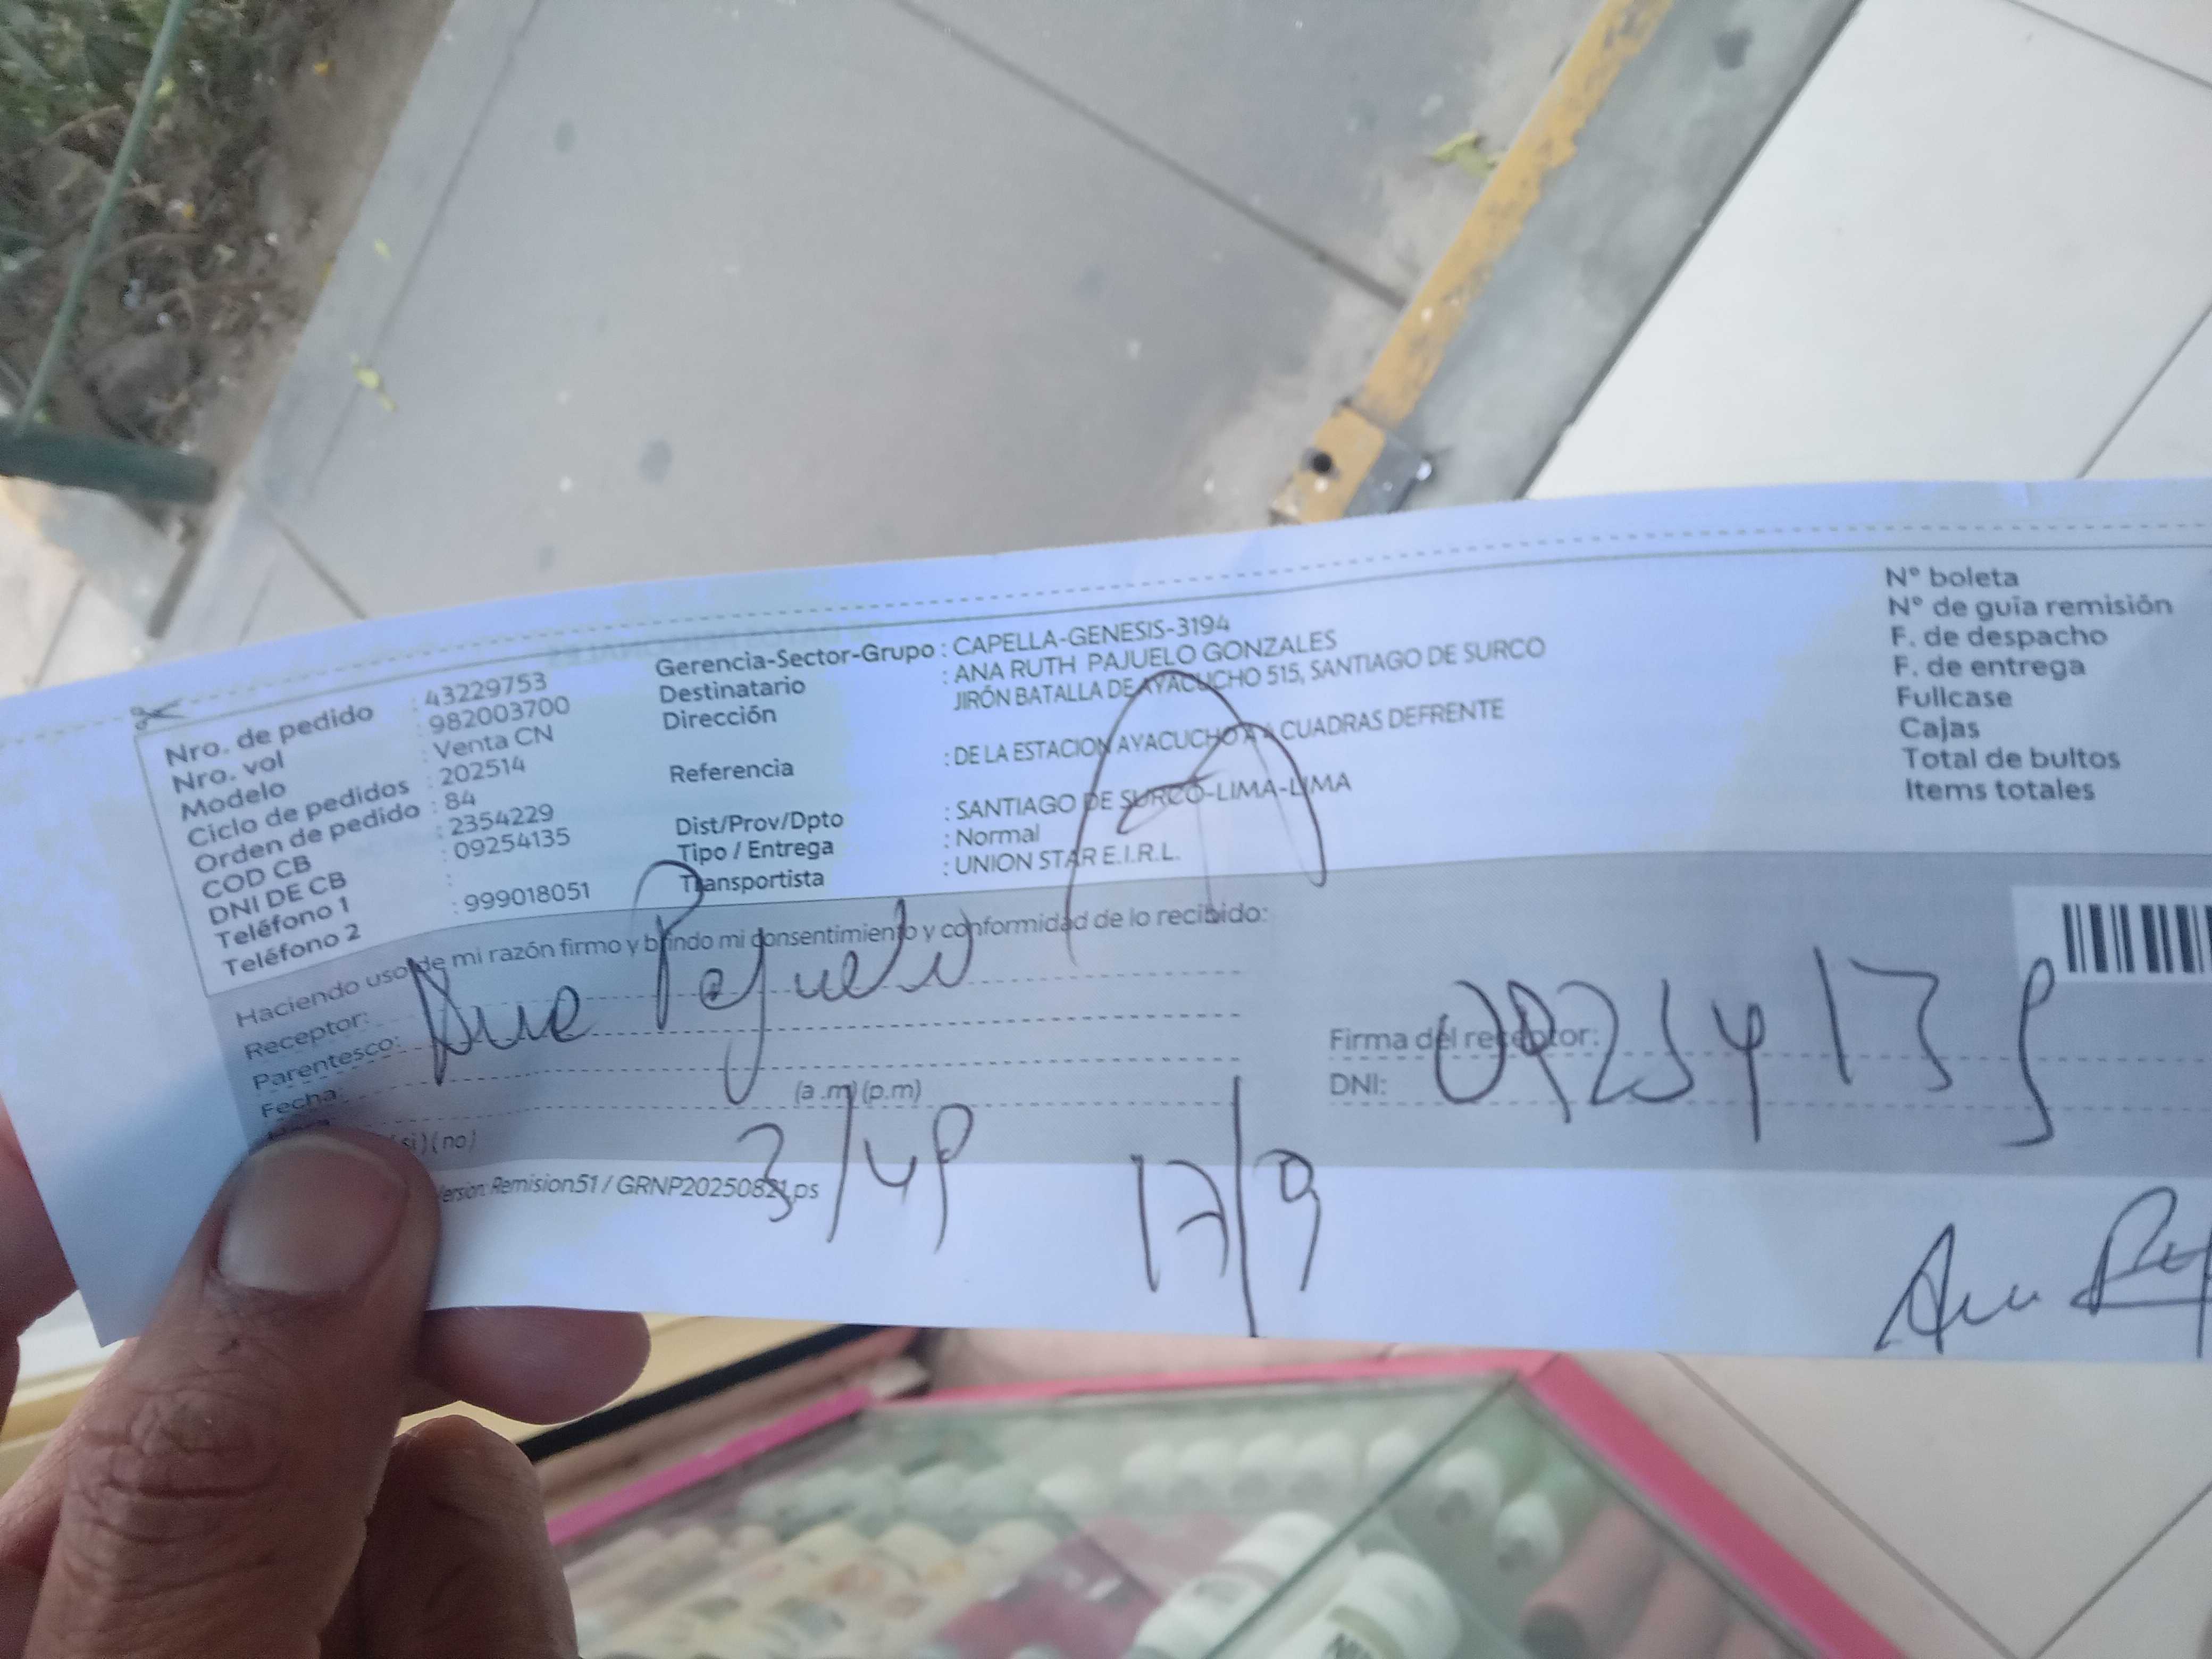 Nro. de pedido : 43229753
Nro. vol : 982003700
Modelo : Venta CN
Ciclo de pedidos : 202514
Orden de pedido : 84
COD CB : 2354229
DNI DE CB : 09254135
Teléfono 1 :
Teléfono 2 : 999018051
Gerencia-Sector-Grupo : CAPELLA-GENESIS-3194
Destinatario : ANA RUTH PAJUELO GONZALES
Dirección JIRÓN BATALLA DE AYACUCHO 515, SANTIAGO DE SURCO
Referencia : DE LA ESTACION AYACUCHO A 4 CUADRAS DEFRENTE
Dist/Prov/Dpto : SANTIAGO DE SURCO-LIMA-LIMA
Tipo / Entrega : Normal
Transportista : UNION STAR E.I.R.L.
N° boleta
N° de guía remisión
F. de despacho
F. de entrega
Fullcase
Cajas
Total de bultos
Items totales
Haciendo uso de mi razón firmo y brindo mi consentimiento y conformidad de lo recibido:
Receptor:
Parentesco:
Fecha:
Pajuelo
(a.m) (p.m)
(si) (no)
Firma del receptor:
DNI: 09254135
Version: Remision51 / GRNP20250821.ps
17/9
Ana